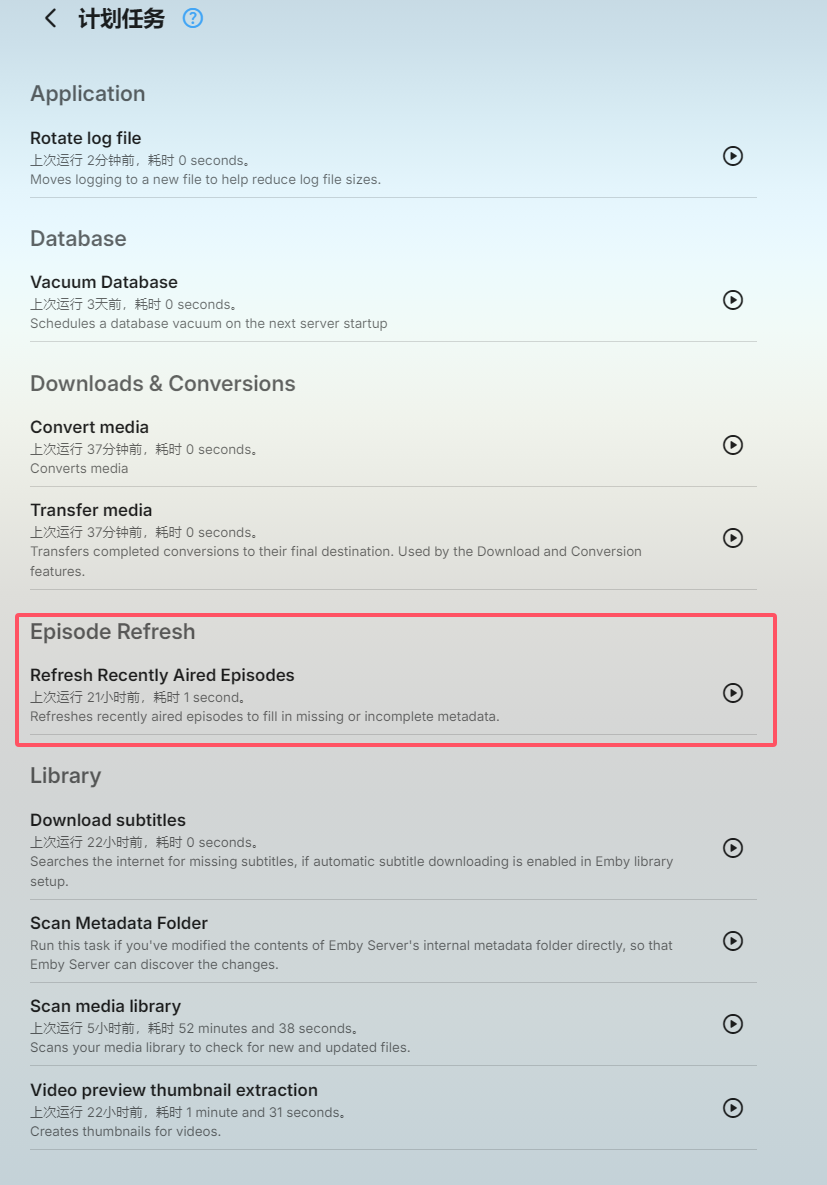 计划任务
Application
Rotate log file
上次运行 2分钟前，耗时 0 seconds。
Moves logging to a new file to help reduce log file sizes.
Database
Vacuum Database
上次运行 3天前，耗时 0 seconds。
Schedules a database vacuum on the next server startup
Downloads & Conversions
Convert media
上次运行 37分钟前，耗时 0 seconds。
Converts media
Transfer media
上次运行 37分钟前，耗时 0 seconds。
Transfers completed conversions to their final destination. Used by the Download and Conversion
features.
Episode Refresh
Refresh Recently Aired Episodes
上次运行 21小时前，耗时 1 second。
Refreshes recently aired episodes to fill in missing or incomplete metadata.
Library
Download subtitles
上次运行 22小时前，耗时 0 seconds。
Searches the internet for missing subtitles, if automatic subtitle downloading is enabled in Emby library
setup.
Scan Metadata Folder
Run this task if you've modified the contents of Emby Server's internal metadata folder directly, so that
Emby Server can discover the changes.
Scan media library
上次运行 5小时前，耗时 52 minutes and 38 seconds。
Scans your media library to check for new and updated files.
Video preview thumbnail extraction
上次运行 22小时前，耗时 1 minute and 31 seconds。
Creates thumbnails for videos.